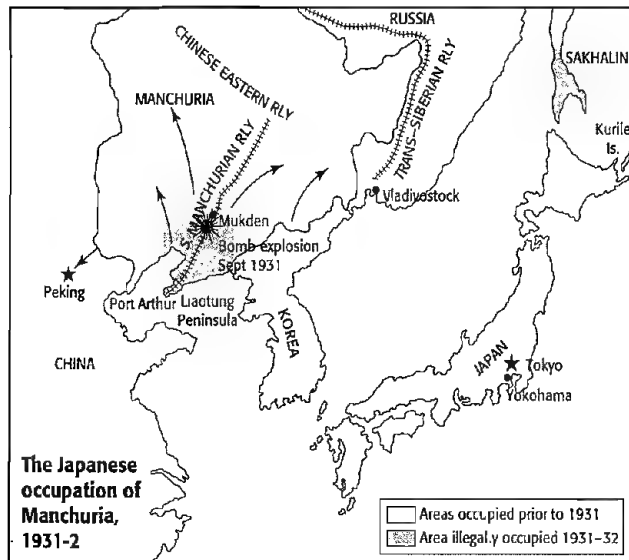 RUSSIA
CHINESE EASTERN RLY
SAKHALIN
MANCHURIA
TRANS-SIBERIAN RLY
Kurile
Is.
S. MANCHURIAN RLY
Vladivostock
Mukden
Bomb explosion
Sept 1931
Peking
Port Arthur
Liaotung
Peninsula
KOREA
CHINA
JAPAN
Tokyo
Yokohama
The Japanese
occupation of
Manchuria,
1931-2
Areas occupied prior to 1931
Area illegal.y occupied 1931-32